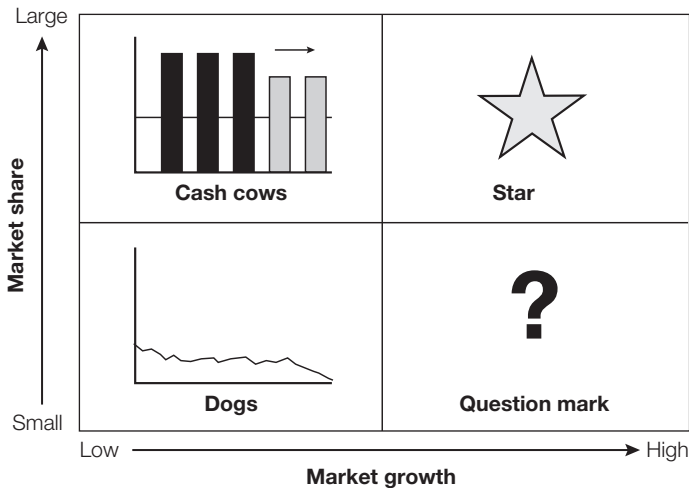 Large
Market share
Small
Cash cows
Star
Dogs
?
Question mark
Low
High
Market growth